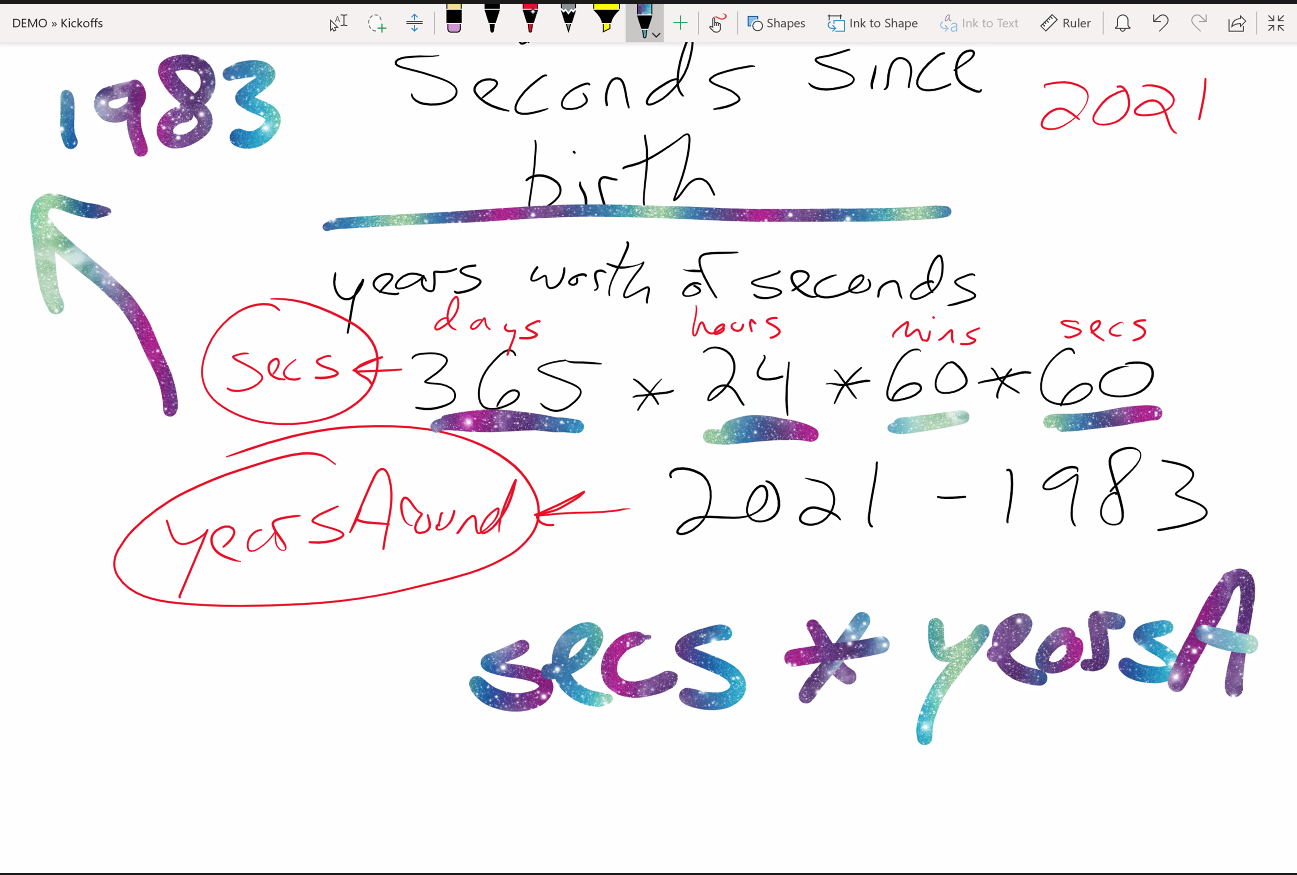 DEMO » Kickoffs
Shapes
Ink to Shape
Ink to Text
Ruler
1983
Seconds since
2021
birth
years worth of seconds
days hours mins secs
secs ← 365 * 24 * 60 * 60
yearsAround ← 2021 - 1983
secs * yearsA